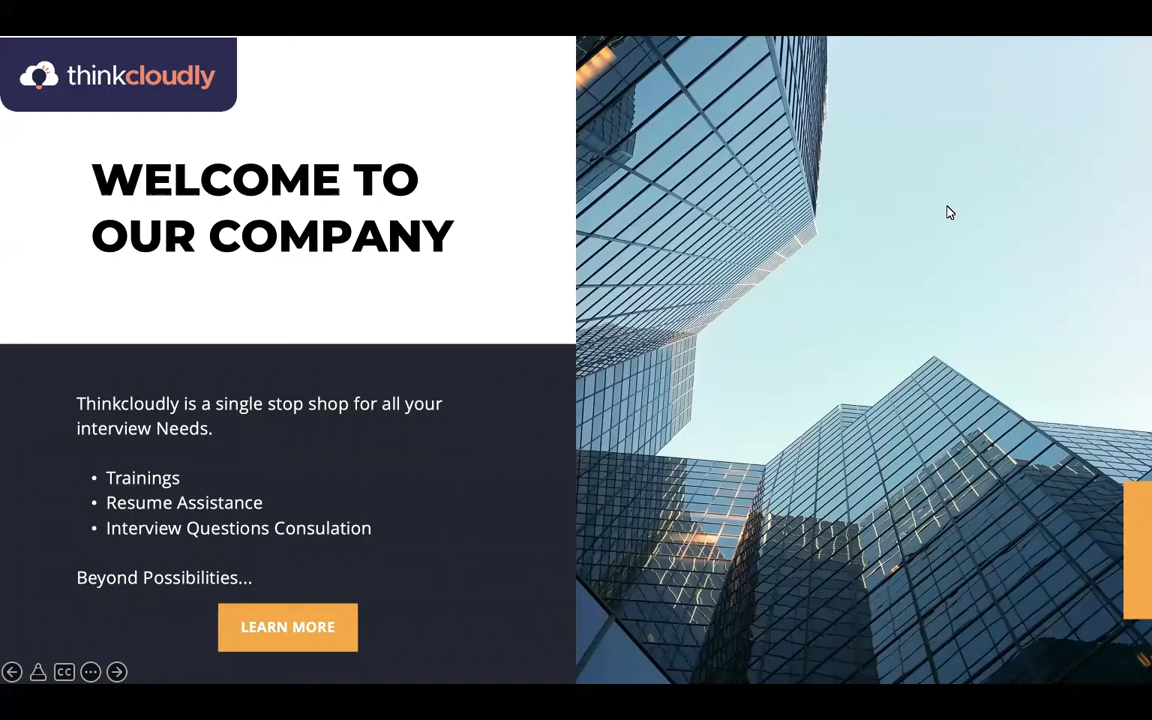 thinkcloudly
WELCOME TO
OUR COMPANY
Thinkcloudly is a single stop shop for all your
interview Needs.
• Trainings
• Resume Assistance
• Interview Questions Consulation
Beyond Possibilities...
LEARN MORE
CC